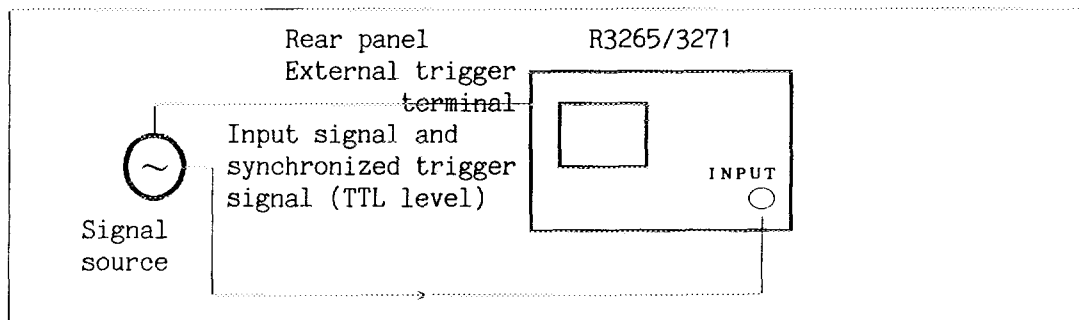 Rear panel
R3265/3271
External trigger
terminal
Input signal and
synchronized trigger
signal (TTL level)
INPUT
Signal
source